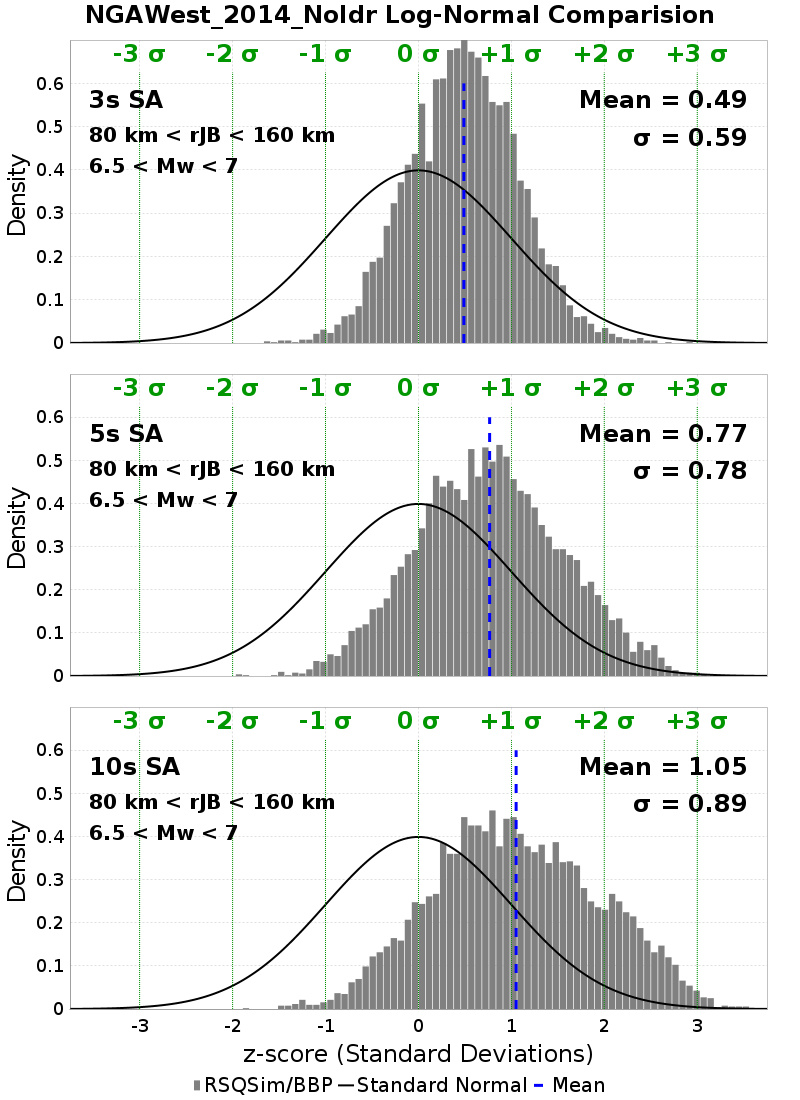 NGAWest_2014_NoIdr Log-Normal Comparision
-3 σ -2 σ -1 σ 0 σ +1 σ +2 σ +3 σ
3s SA
80 km < rJB < 160 km
6.5 < Mw < 7
Mean = 0.49
σ = 0.59
Density
0.6
0.5
0.4
0.3
0.2
0.1
0
-3 σ -2 σ -1 σ 0 σ +1 σ +2 σ +3 σ
5s SA
80 km < rJB < 160 km
6.5 < Mw < 7
Mean = 0.77
σ = 0.78
Density
0.6
0.5
0.4
0.3
0.2
0.1
0
-3 σ -2 σ -1 σ 0 σ +1 σ +2 σ +3 σ
10s SA
80 km < rJB < 160 km
6.5 < Mw < 7
Mean = 1.05
σ = 0.89
Density
0.6
0.5
0.4
0.3
0.2
0.1
0
-3 -2 -1 0 1 2 3
z-score (Standard Deviations)
RSQSim/BBP Standard Normal Mean